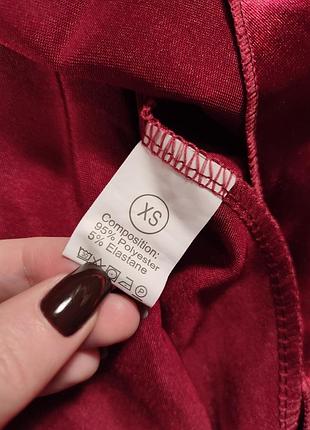 XS
Composition:
95% Polyester
5% Elastane
P